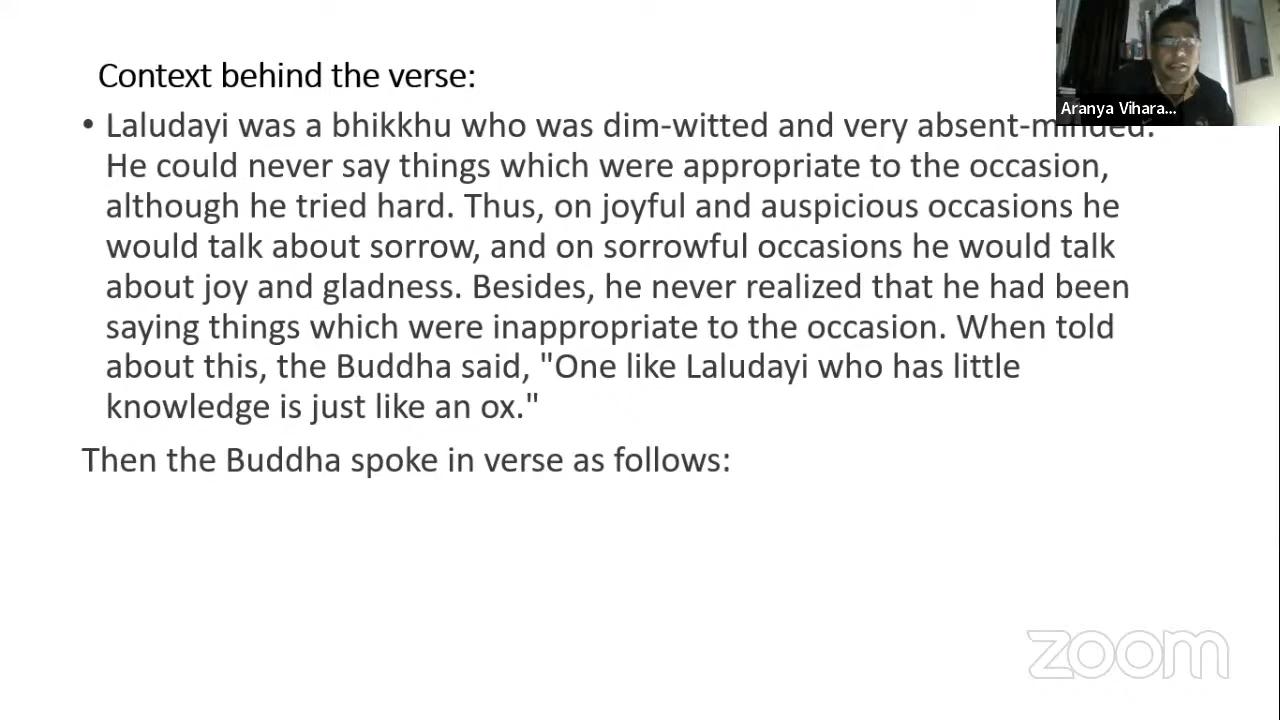 Context behind the verse:
Aranya Vihara...
• Laludayi was a bhikkhu who was dim-witted and very absent-minded.
He could never say things which were appropriate to the occasion,
although he tried hard. Thus, on joyful and auspicious occasions he
would talk about sorrow, and on sorrowful occasions he would talk
about joy and gladness. Besides, he never realized that he had been
saying things which were inappropriate to the occasion. When told
about this, the Buddha said, "One like Laludayi who has little
knowledge is just like an ox."
Then the Buddha spoke in verse as follows:
zoom